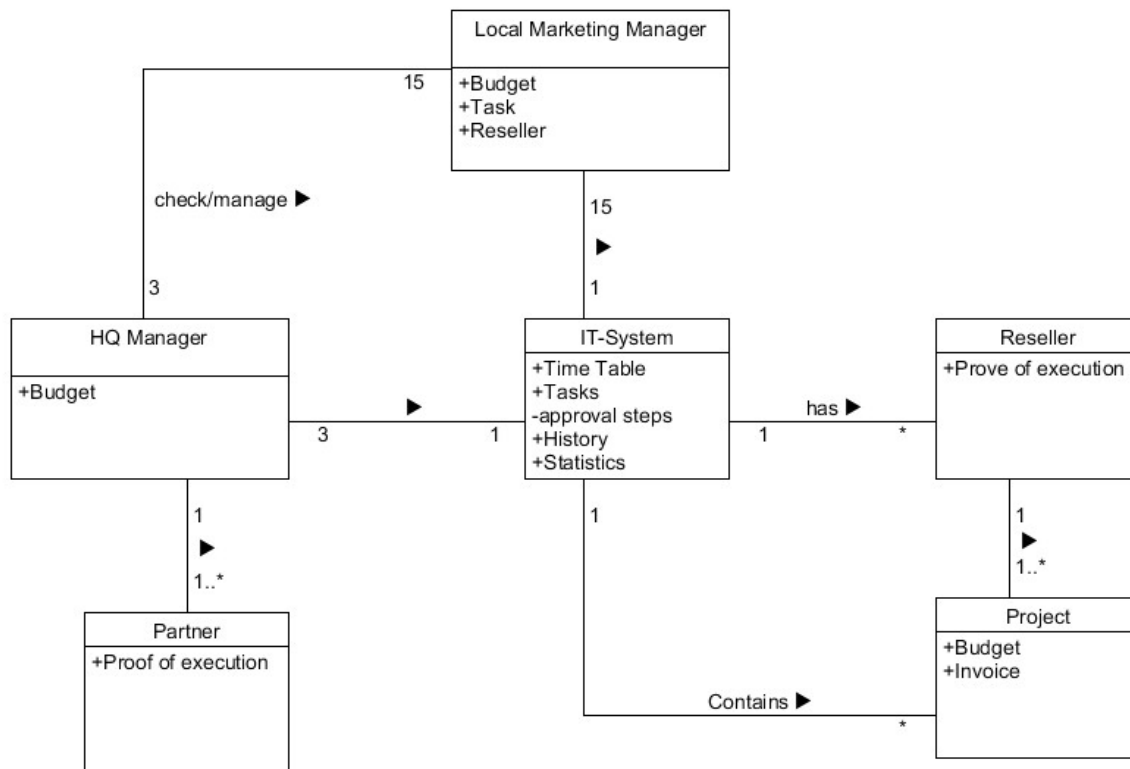 Local Marketing Manager
+Budget
+Task
+Reseller
15
check/manage
15
3
1
HQ Manager
+Budget
IT-System
+Time Table
+Tasks
-approval steps
+History
+Statistics
Reseller
+Prove of execution
3
1
has
1
*
1
1..*
1
1
1..*
Partner
+Proof of execution
Project
+Budget
+Invoice
Contains
*